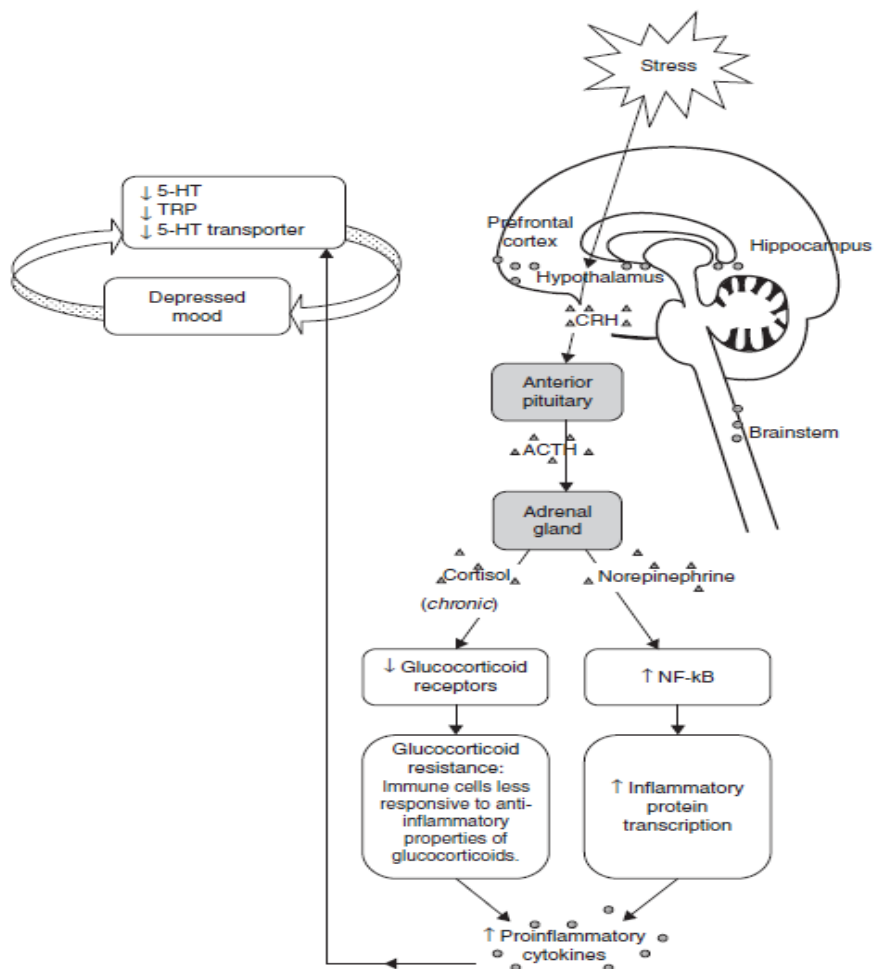 Stress
Prefrontal
cortex
Hippocampus
Hypothalamus
CRH
↓ 5-HT
↓ TRP
↓ 5-HT transporter
Depressed
mood
Anterior
pituitary
Brainstem
ACTH
Adrenal
gland
Cortisol
(chronic)
Norepinephrine
↓ Glucocorticoid
receptors
↑ NF-kB
Glucocorticoid
resistance:
Immune cells less
responsive to anti-
inflammatory
properties of
glucocorticoids.
↑ Inflammatory
protein
transcription
↑ Proinflammatory
cytokines